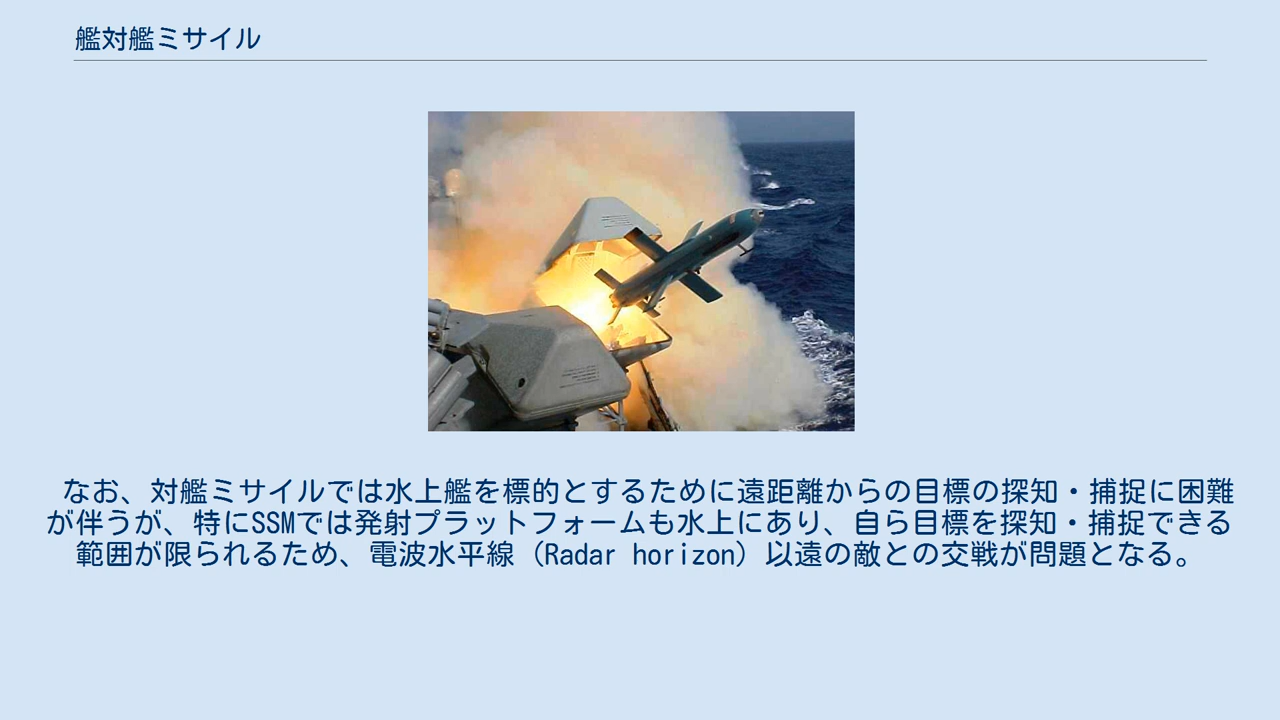 艦対艦ミサイル
なお、対艦ミサイルでは水上艦を標的とするために遠距離からの目標の探知・捕捉に困難
が伴うが、特にSSMでは発射プラットフォームも水上にあり、自ら目標を探知・捕捉できる
範囲が限られるため、電波水平線（Radar horizon）以遠の敵との交戦が問題となる。